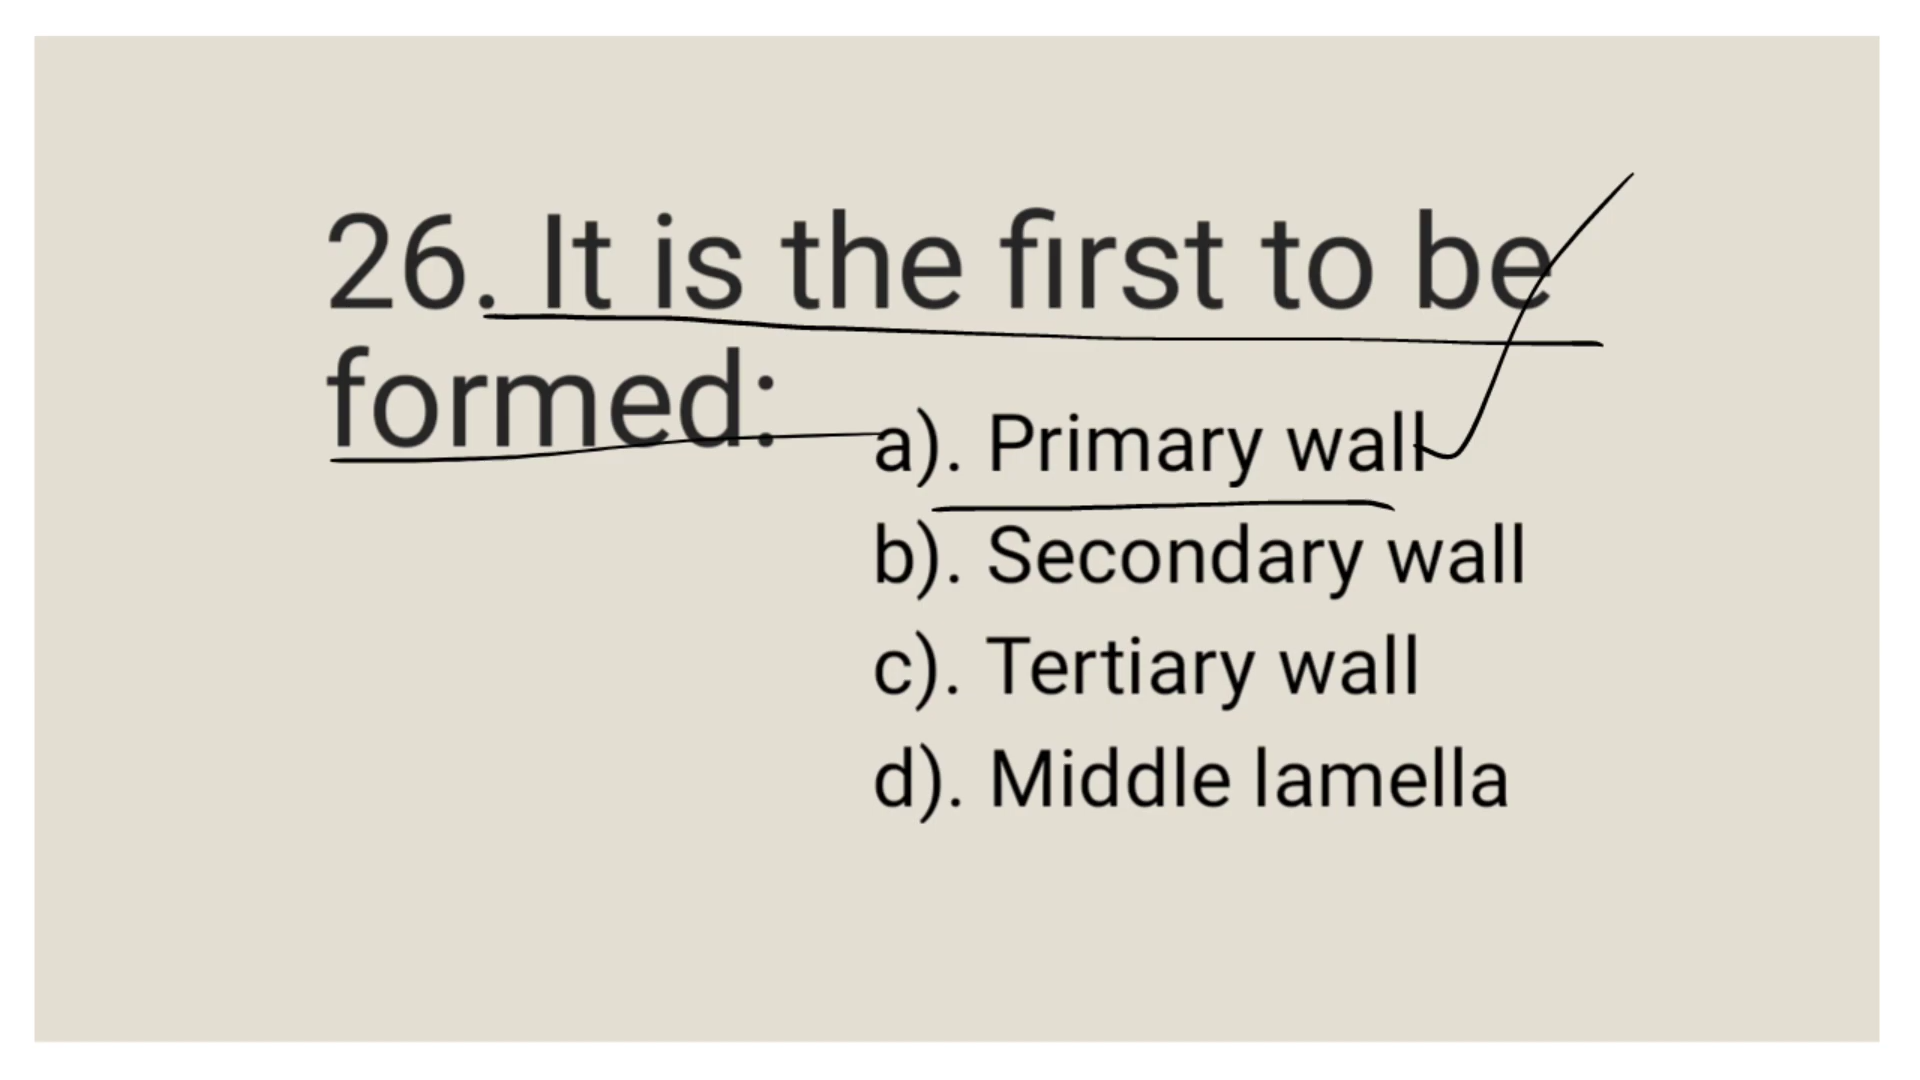 26. It is the first to be
formed:
a). Primary wall
b). Secondary wall
c). Tertiary wall
d). Middle lamella